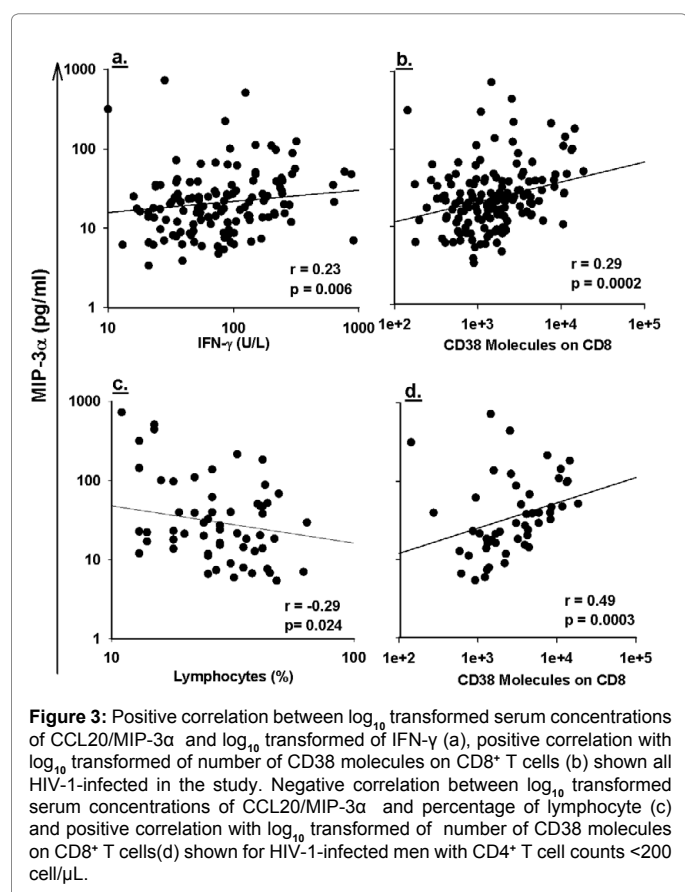 MIP-3α (pg/ml)
a.
1000
100
10
1
10
100
1000
IFN-γ (U/L)
r = 0.23
p = 0.006
b.
1e+2
1e+3
1e+4
1e+5
CD38 Molecules on CD8
r = 0.29
p = 0.0002
c.
1000
100
10
1
10
100
Lymphocytes (%)
r = -0.29
p= 0.024
d.
1e+2
1e+3
1e+4
1e+5
CD38 Molecules on CD8
r = 0.49
p = 0.0003
Figure 3: Positive correlation between log10 transformed serum concentrations
of CCL20/MIP-3α and log10 transformed of IFN-γ (a), positive correlation with
log10 transformed of number of CD38 molecules on CD8+ T cells (b) shown all
HIV-1-infected in the study. Negative correlation between log10 transformed
serum concentrations of CCL20/MIP-3α and percentage of lymphocyte (c)
and positive correlation with log10 transformed of number of CD38 molecules
on CD8+ T cells(d) shown for HIV-1-infected men with CD4+ T cell counts <200
cell/µL.